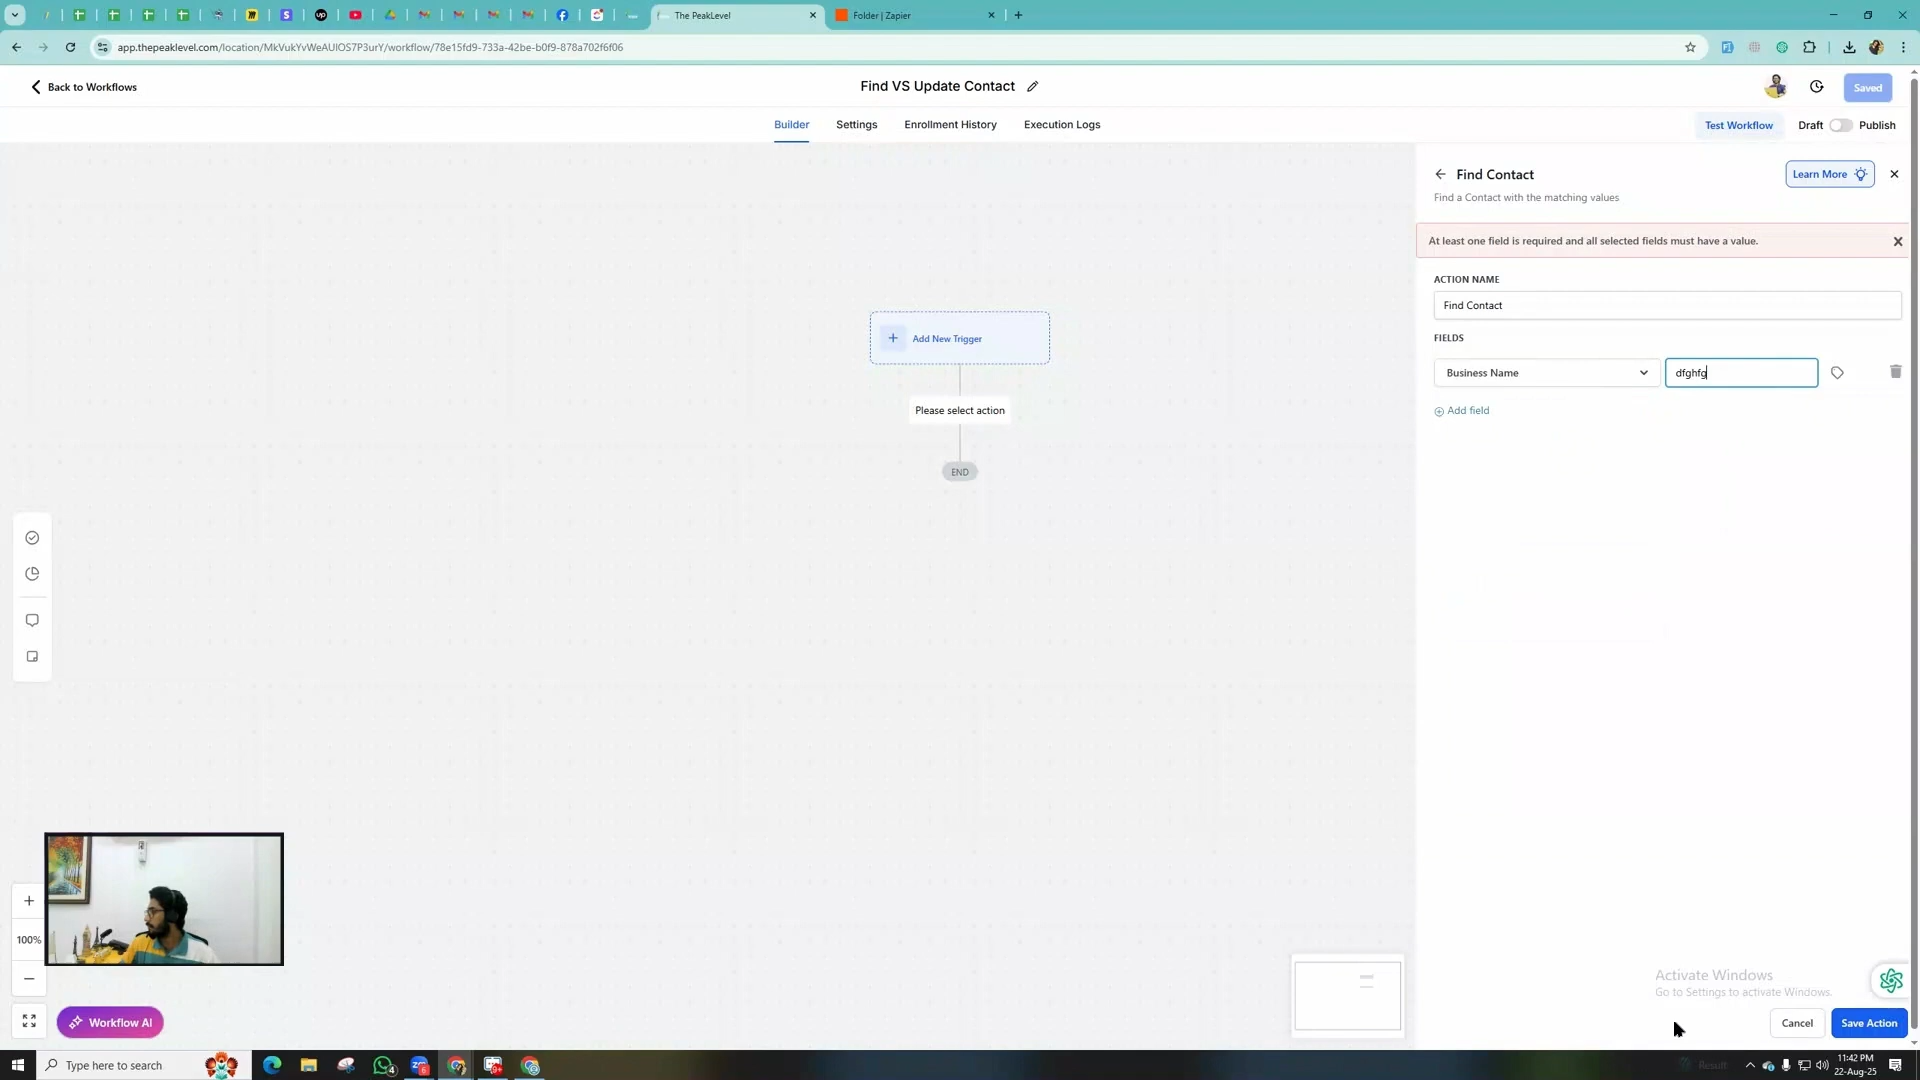 The PeakLevel
Folder | Zapier
app.thepeaklevel.com/location/MkVukYvWeAUlOS7P3urY/workflow/78e15fd9-733a-42be-b0f9-878a702f6f06
Back to Workflows
Find VS Update Contact
Saved
Builder
Settings
Enrollment History
Execution Logs
Test Workflow
Draft
Publish
Find Contact
Learn More
Find a Contact with the matching values
At least one field is required and all selected fields must have a value.
ACTION NAME
Find Contact
FIELDS
Business Name
dfghfg
Add field
Add New Trigger
Please select action
END
100%
Workflow AI
Activate Windows
Go to Settings to activate Windows.
Cancel
Save Action
Type here to search
Result
11:42 PM
22-Aug-25